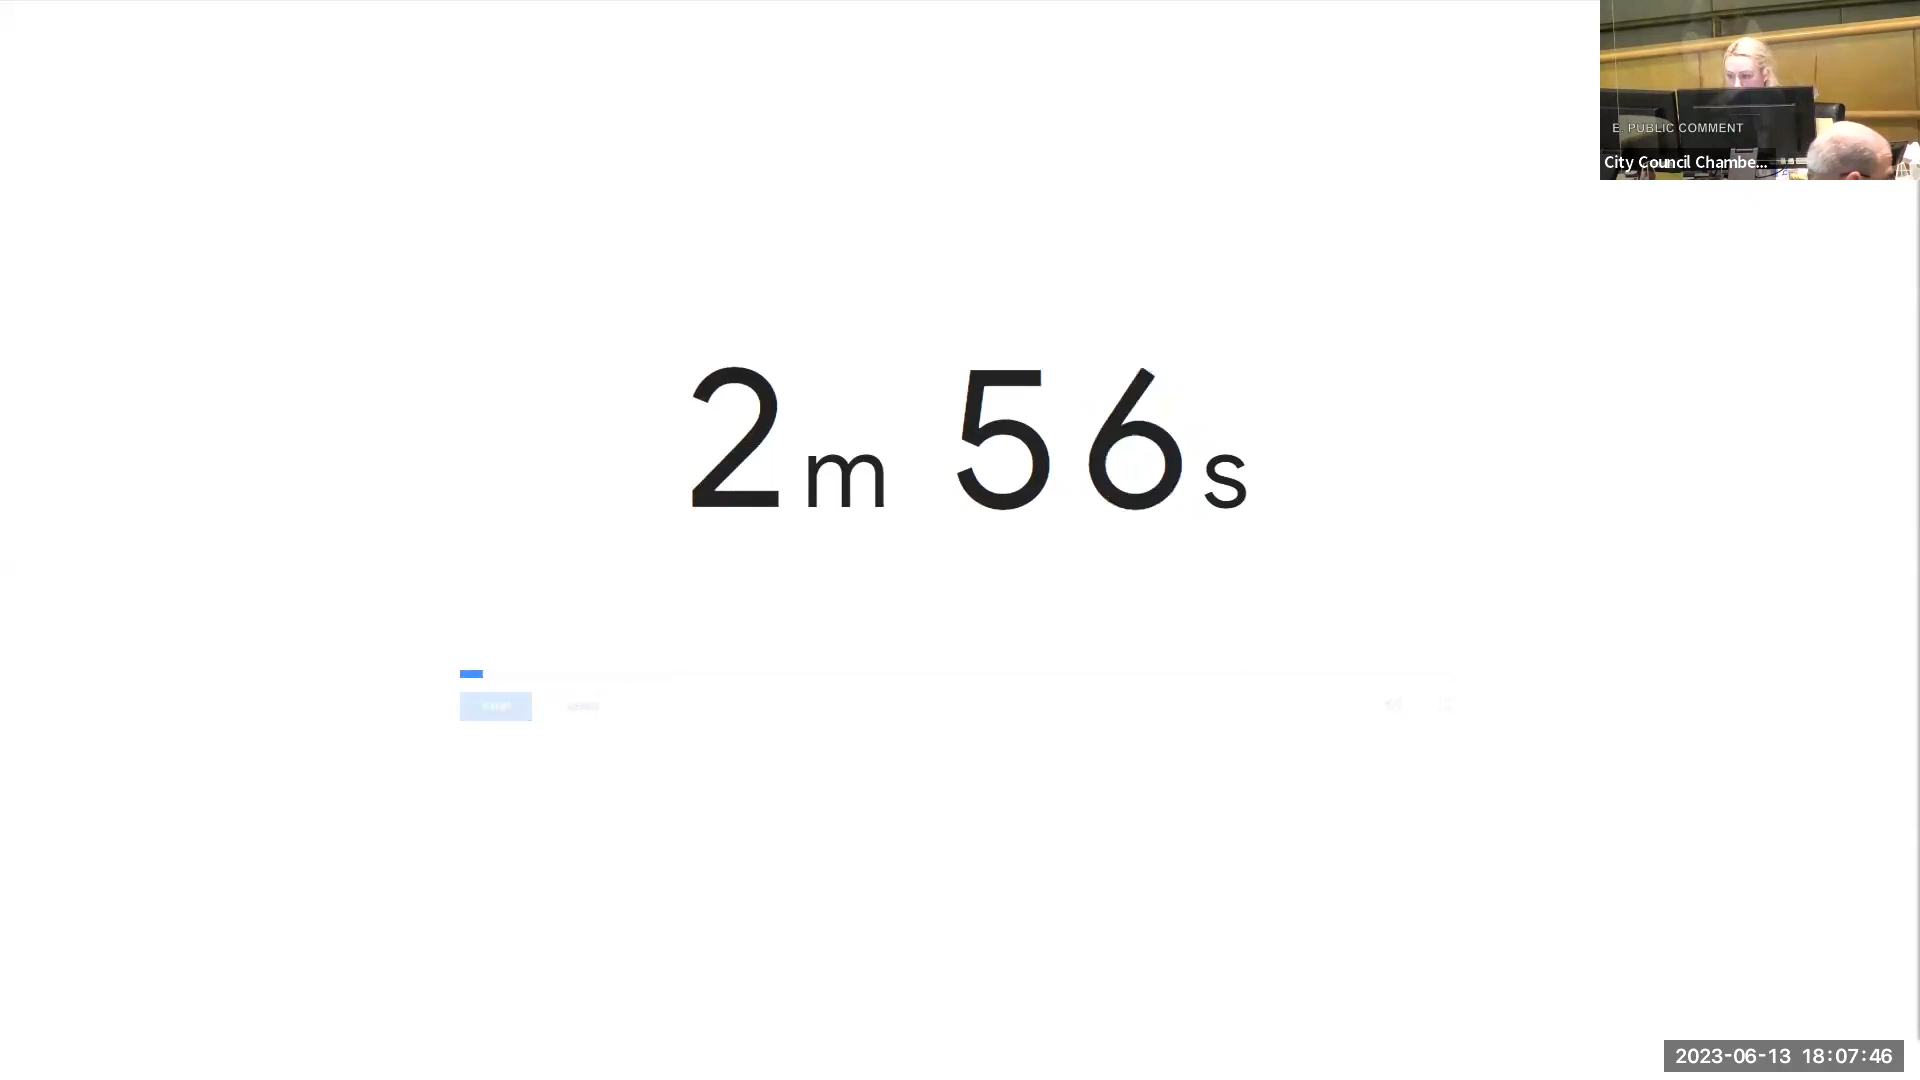 E. PUBLIC COMMENT
City Council Chambe...
2m 56s
2023-06-13 18:07:46